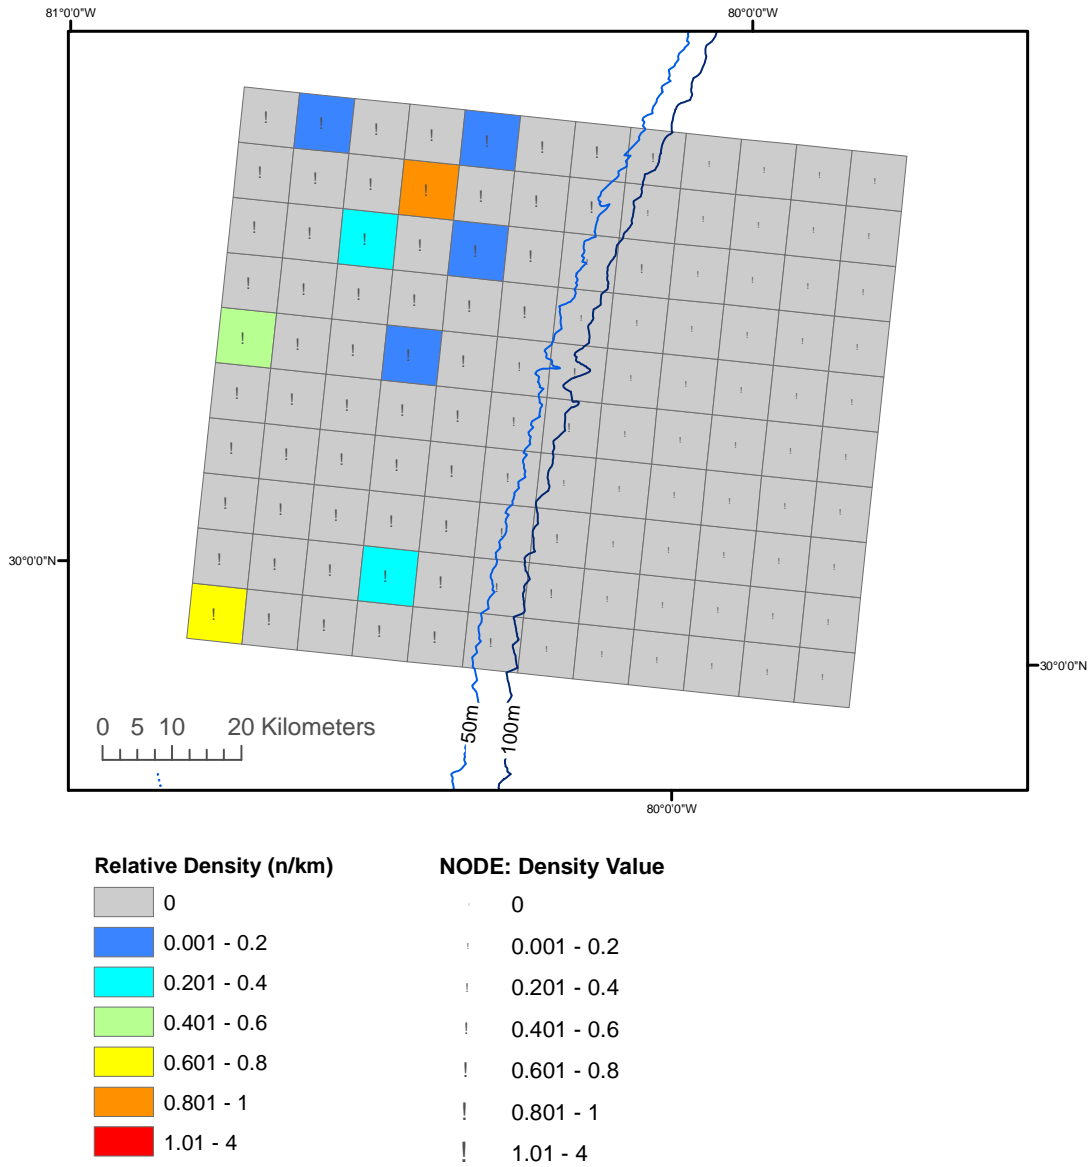 81°0'0"W 80°0'0"W
30°0'0"N
30°0'0"N
0 5 10 20 Kilometers
50m
100m
80°0'0"W
Relative Density (n/km)
0
0.001 - 0.2
0.201 - 0.4
0.401 - 0.6
0.601 - 0.8
0.801 - 1
1.01 - 4
NODE: Density Value
0
0.001 - 0.2
0.201 - 0.4
0.401 - 0.6
0.601 - 0.8
0.801 - 1
1.01 - 4